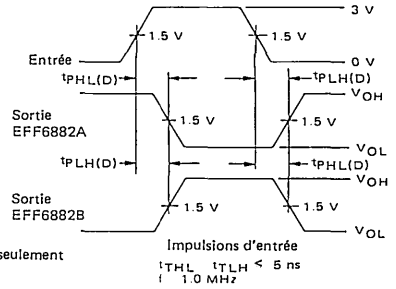 3 V
1.5 V 1.5 V
Entrée 0 V
tPHL(D) tPLH(D)
VOH
Sortie
EFF6882A 1.5 V 1.5 V
VOL
tPLH(D) tPHL(D)
VOH
Sortie
EFF6882B 1.5 V 1.5 V
VOL
seulement
Impulsions d'entrée
tTHL tTLH < 5 ns
f 1.0 MHz